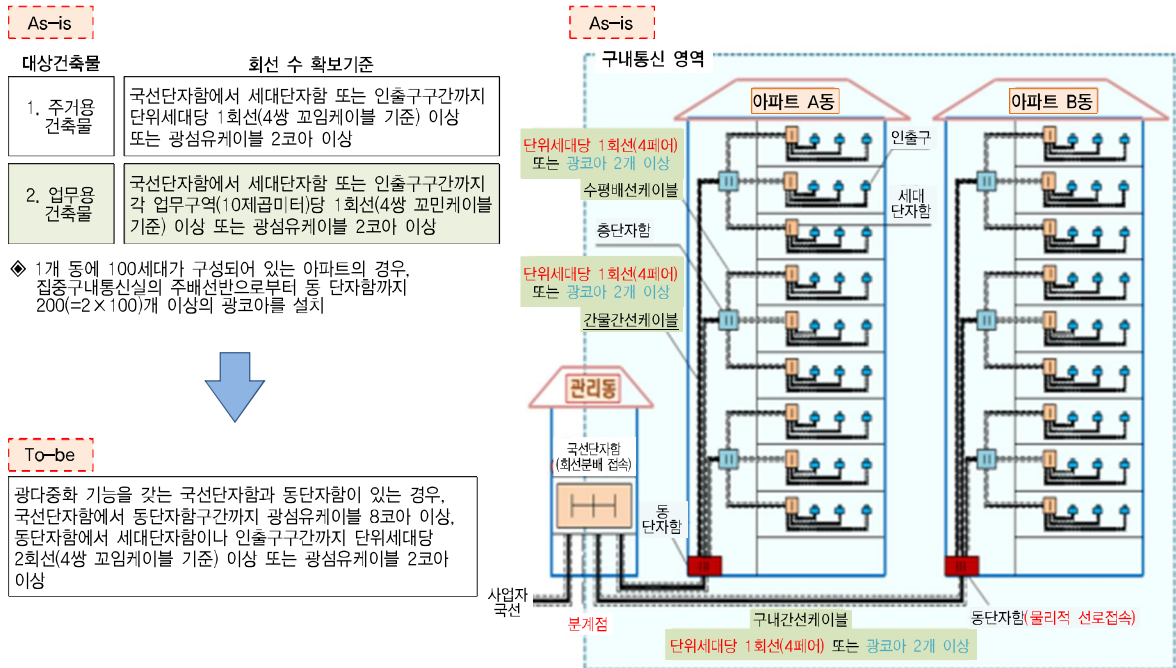 As-is
대상건축물
회선 수 확보기준
1. 주거용
건축물
국선단자함에서 세대단자함 또는 인출구구간까지
단위세대당 1회선(4쌍 꼬임케이블 기준) 이상
또는 광섬유케이블 2코아 이상
2. 업무용
건축물
국선단자함에서 세대단자함 또는 인출구구간까지
각 업무구역(10제곱미터)당 1회선(4쌍 꼬민케이블
기준) 이상 또는 광섬유케이블 2코아 이상
◈ 1개 동에 100세대가 구성되어 있는 아파트의 경우,
집중구내통신실의 주배선반으로부터 동 단자함까지
200(=2×100)개 이상의 광코아를 설치
To-be
광다중화 기능을 갖는 국선단자함과 동단자함이 있는 경우,
국선단자함에서 동단자함구간까지 광섬유케이블 8코아 이상,
동단자함에서 세대단자함이나 인출구구간까지 단위세대당
2회선(4쌍 꼬임케이블 기준) 이상 또는 광섬유케이블 2코아
이상
As-is
구내통신 영역
아파트 A동
아파트 B동
단위세대당 1회선(4페어)
또는 광코아 2개 이상
수평배선케이블
인출구
세대
단자함
층단자함
단위세대당 1회선(4페어)
또는 광코아 2개 이상
간물간선케이블
관리동
국선단자함
(회선분배 접속)
동
단자함
사업자
국선
분계점
구내간선케이블
단위세대당 1회선(4페어) 또는 광코아 2개 이상
동단자함(물리적 선로접속)